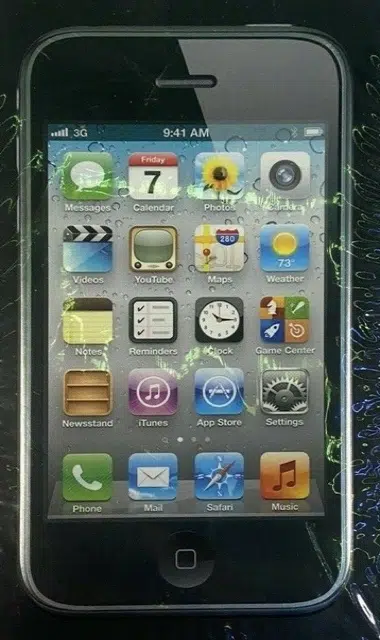 3G 9:41 AM
Friday
7
Messages Calendar Photos Camera
280
73°
Videos YouTube Maps Weather
Notes Reminders Clock Game Center
Newsstand iTunes App Store Settings
Phone Mail Safari Music